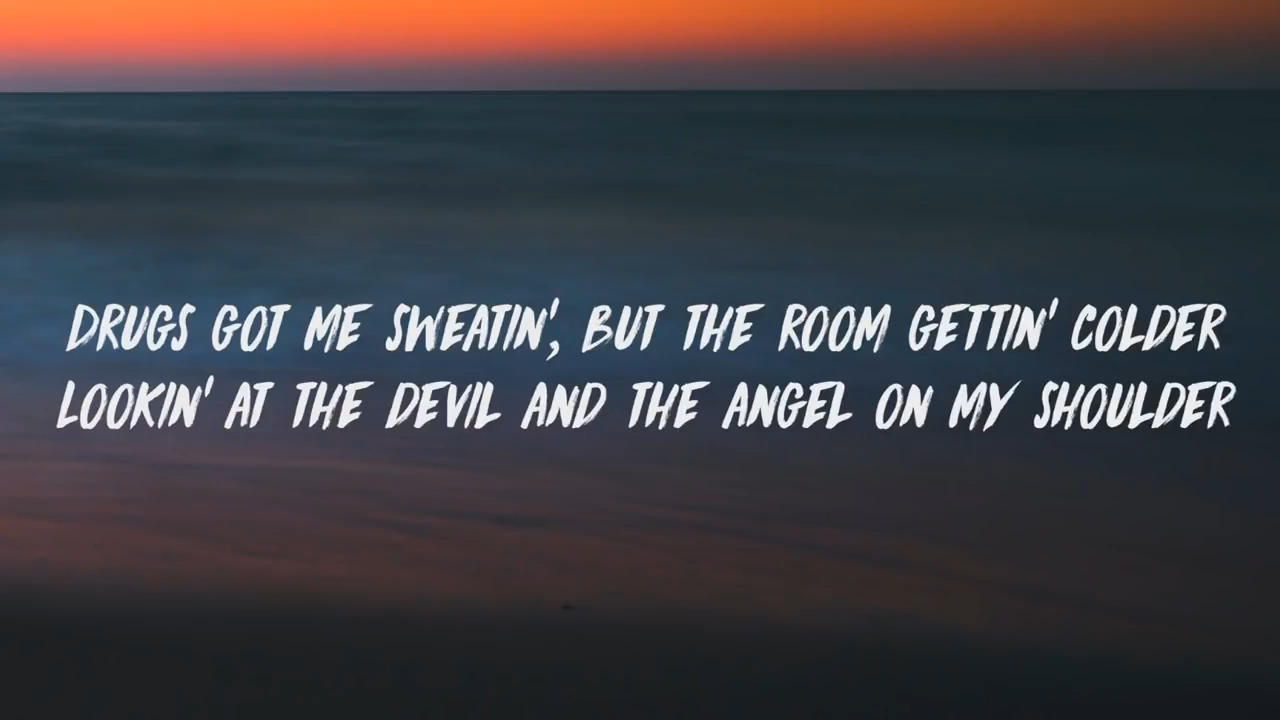 DRUGS GOT ME SWEATIN', BUT THE ROOM GETTIN' COLDER
LOOKIN' AT THE DEVIL AND THE ANGEL ON MY SHOULDER